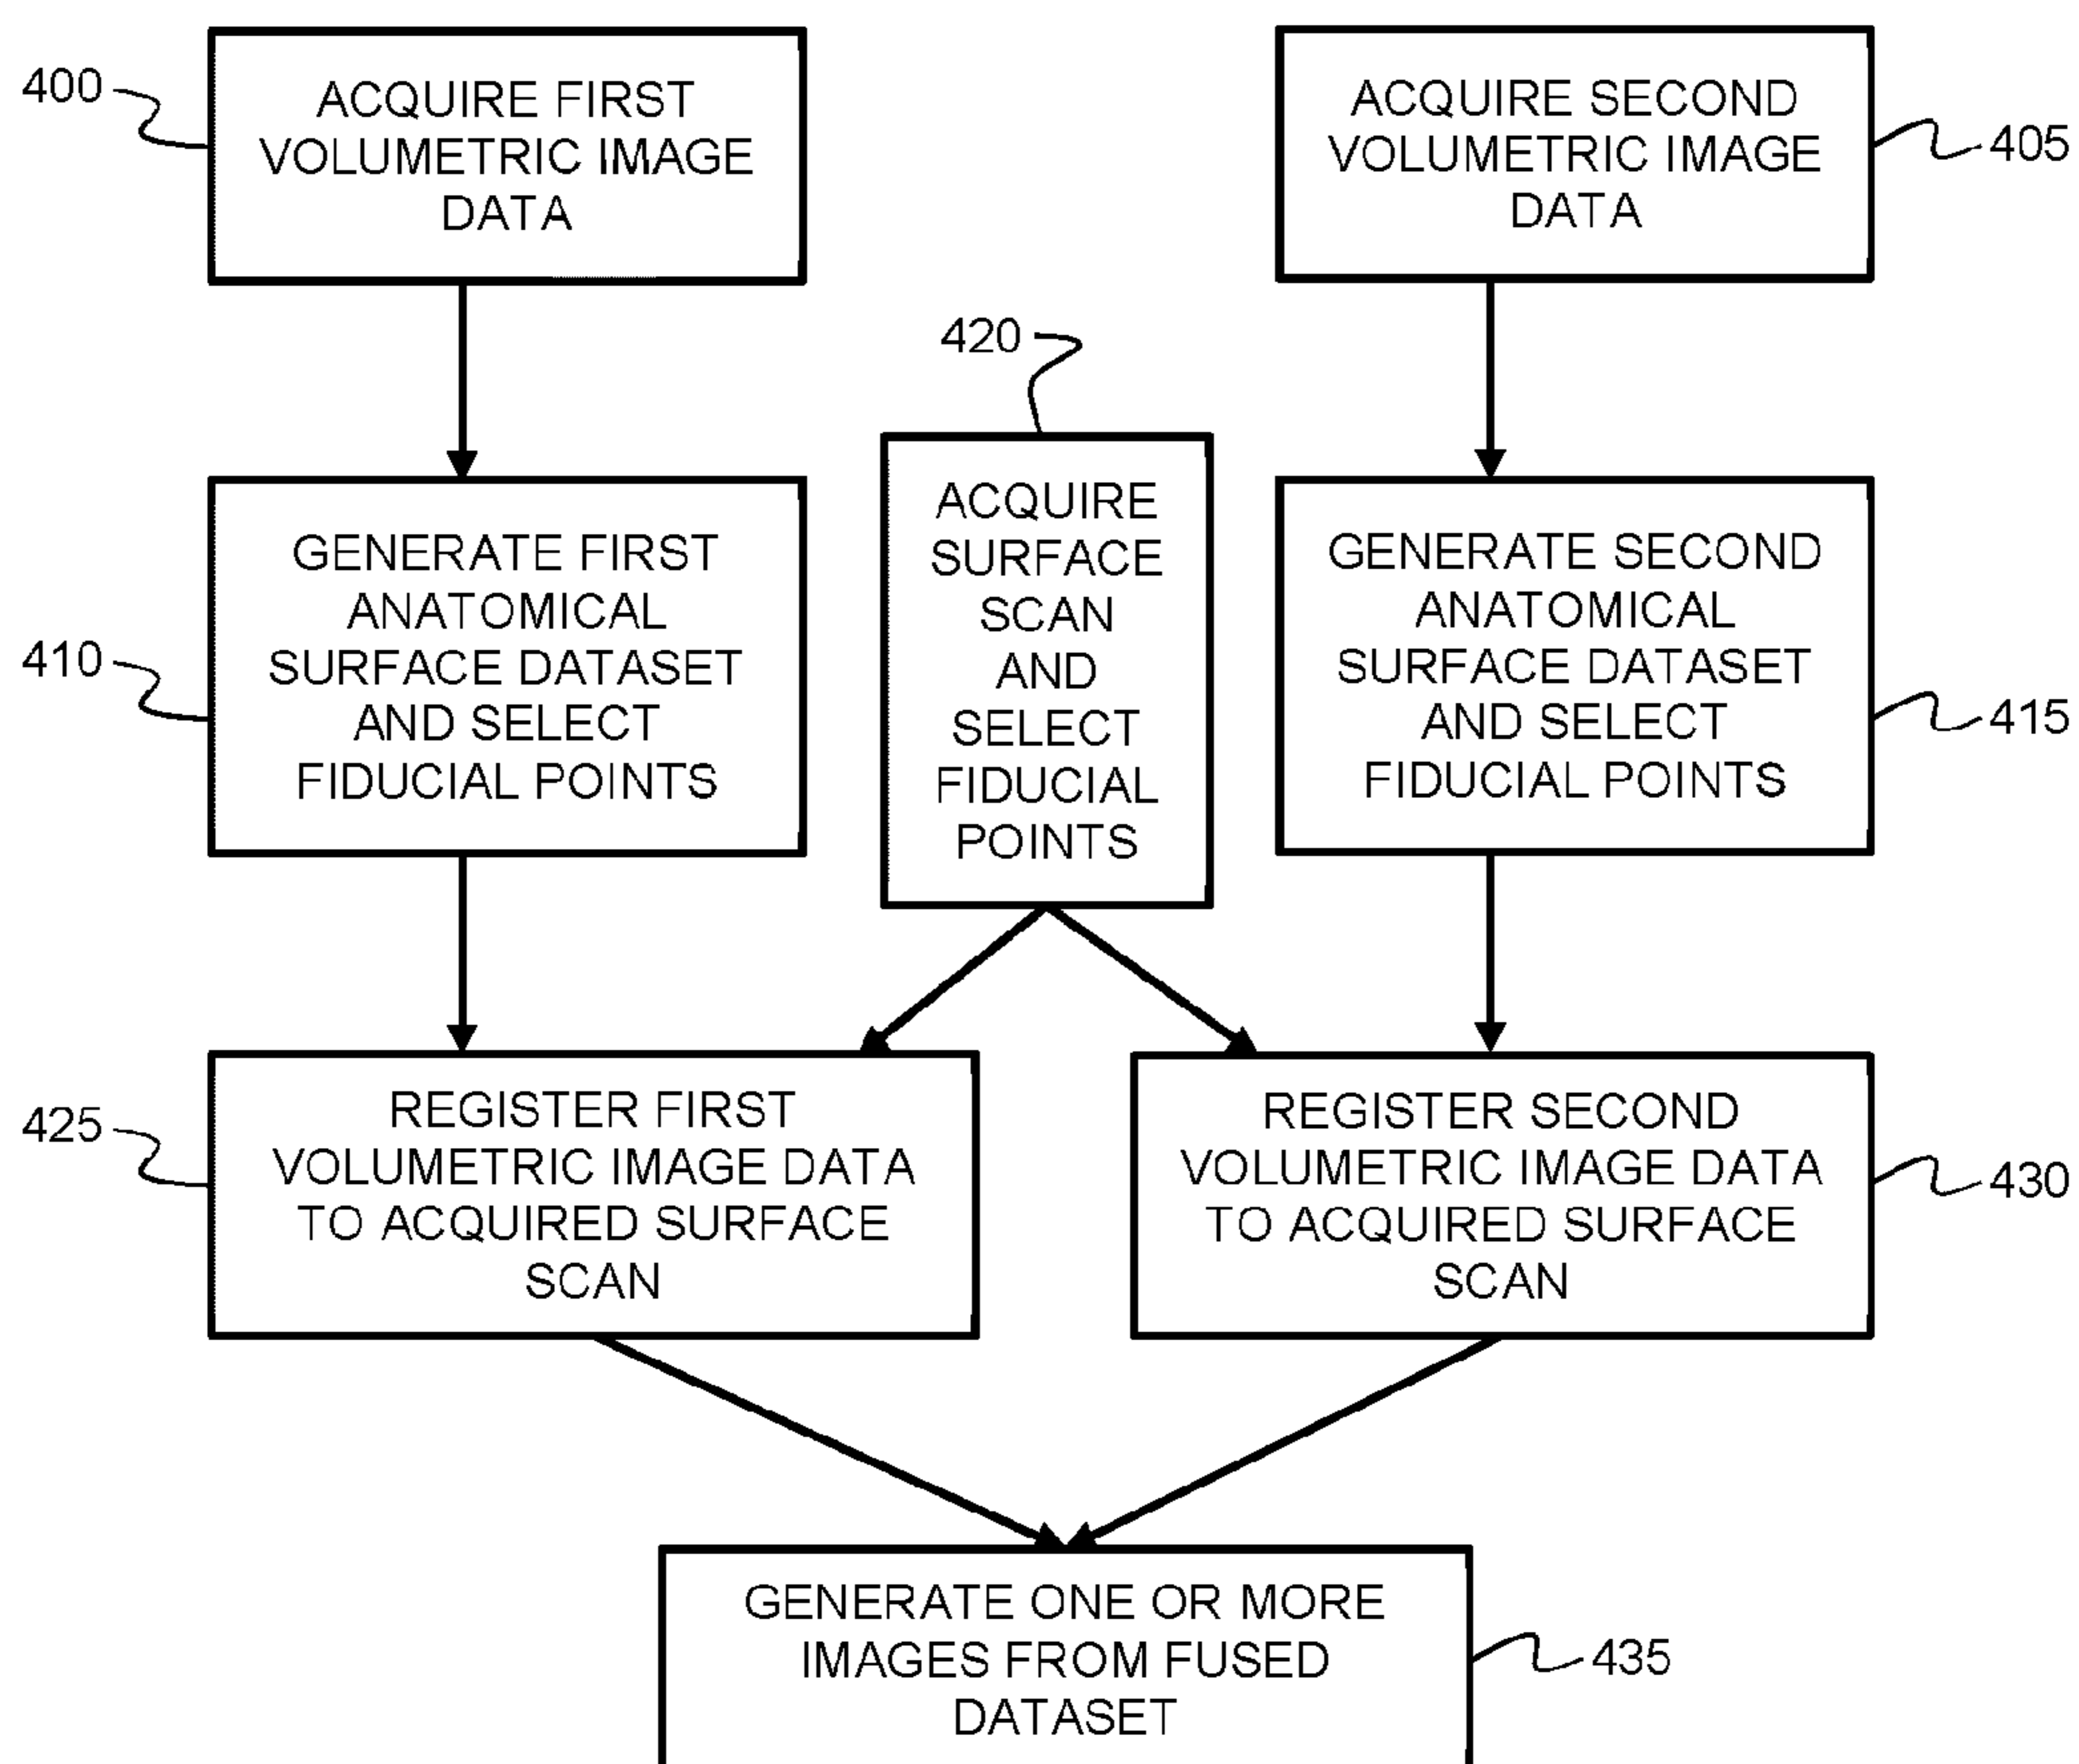 400
ACQUIRE FIRST
VOLUMETRIC IMAGE
DATA
ACQUIRE SECOND
VOLUMETRIC IMAGE
DATA
405
420
410
GENERATE FIRST
ANATOMICAL
SURFACE DATASET
AND SELECT
FIDUCIAL POINTS
ACQUIRE
SURFACE
SCAN
AND
SELECT
FIDUCIAL
POINTS
GENERATE SECOND
ANATOMICAL
SURFACE DATASET
AND SELECT
FIDUCIAL POINTS
415
425
REGISTER FIRST
VOLUMETRIC IMAGE DATA
TO ACQUIRED SURFACE
SCAN
REGISTER SECOND
VOLUMETRIC IMAGE DATA
TO ACQUIRED SURFACE
SCAN
430
GENERATE ONE OR MORE
IMAGES FROM FUSED
DATASET
435